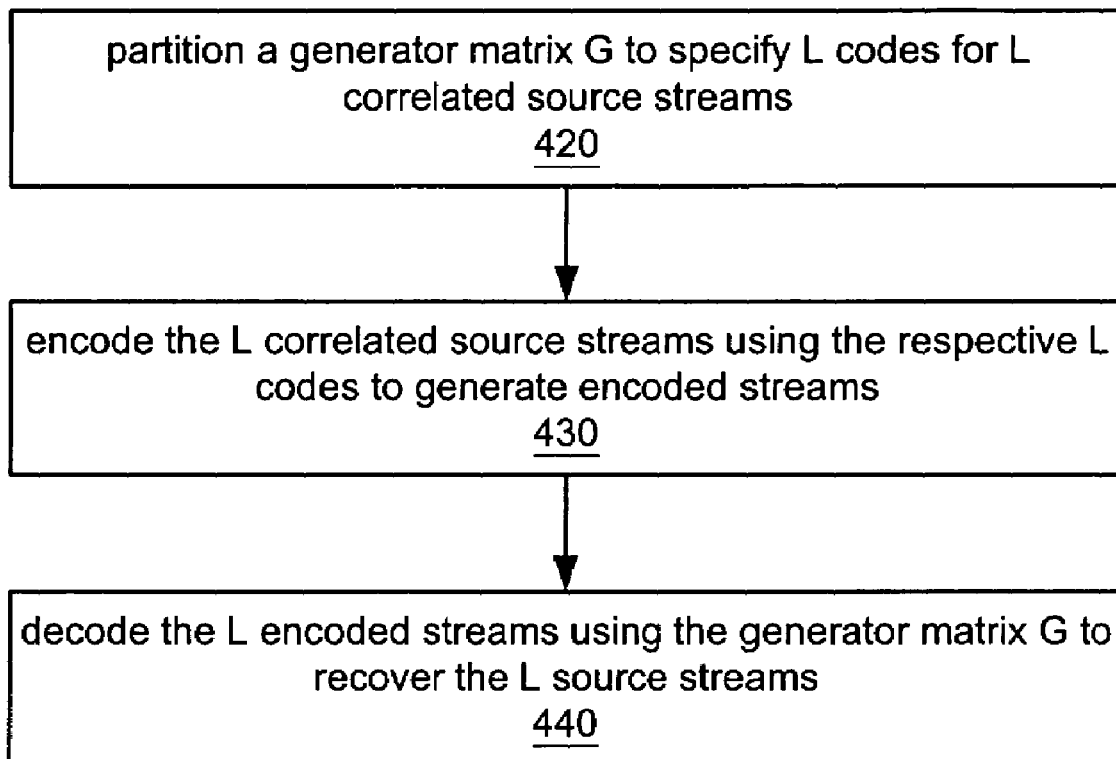 partition a generator matrix G to specify L codes for L
correlated source streams
420
encode the L correlated source streams using the respective L
codes to generate encoded streams
430
decode the L encoded streams using the generator matrix G to
recover the L source streams
440